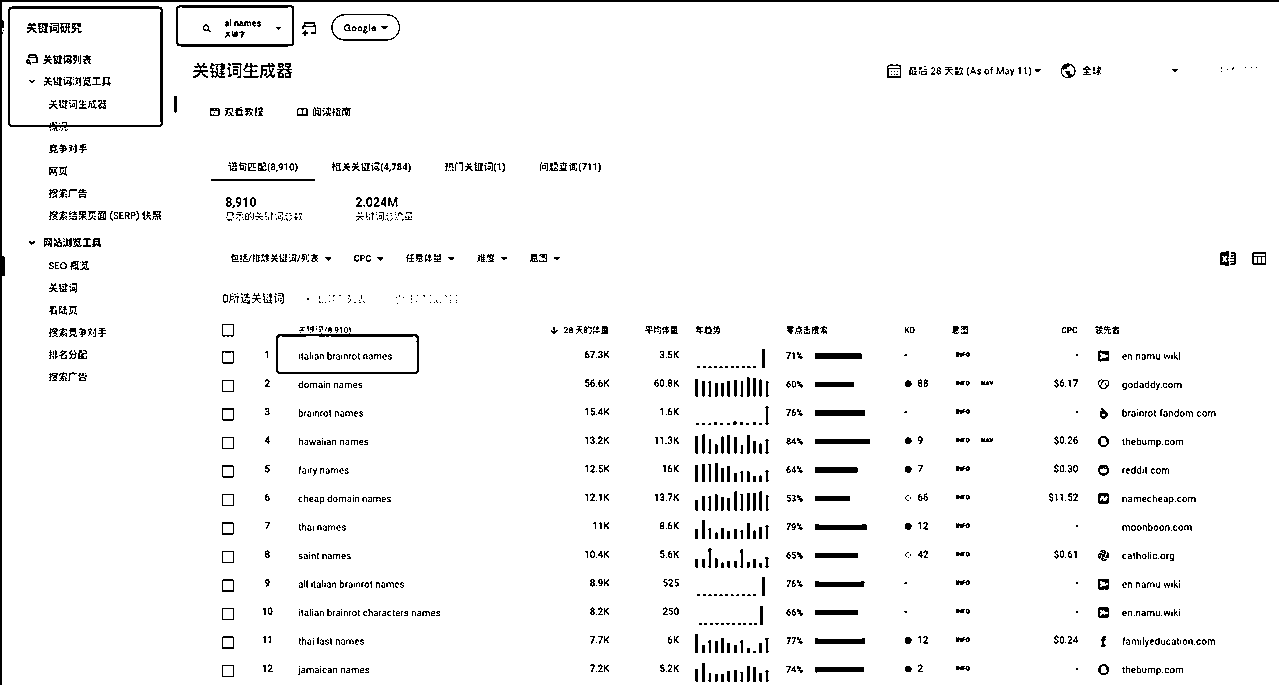 关键词研究
关键词列表
关键词浏览工具
关键词生成器
概况
竞争对手
网页
搜索广告
搜索结果页面 (SERP) 快照
网站浏览工具
SEO 概览
关键词
着陆页
搜索竞争对手
排名分配
搜索广告
ai names
关键字
Google
关键词生成器
最后 28 天数 (As of May 11)
全球
观看教程
阅读指南
语句匹配(8,910)
相关关键词(4,784)
热门关键词(1)
问题查询(711)
8,910
显示的关键词总数
2.024M
关键词总流量
包括/排除关键词/列表
CPC
任意体量
难度
意图
0所选关键词
关键词(8,910) 28 天的体量 平均体量 年趋势 零点击搜索 KD 意图 CPC 领先者
1 italian brainrot names 67.3K 3.5K 71% - INFO - en.namu.wiki
2 domain names 56.6K 60.8K 60% 88 INFO NAV $6.17 godaddy.com
3 brainrot names 15.4K 1.6K 76% - INFO - brainrot.fandom.com
4 hawaiian names 13.2K 11.3K 84% 9 INFO NAV $0.26 thebump.com
5 fairy names 12.5K 16K 64% 7 INFO $0.30 reddit.com
6 cheap domain names 12.1K 13.7K 53% 66 INFO $11.52 namecheap.com
7 thai names 11K 8.6K 79% 12 INFO - moonboon.com
8 saint names 10.4K 5.6K 65% 42 INFO $0.61 catholic.org
9 all italian brainrot names 8.9K 525 76% - INFO - en.namu.wiki
10 italian brainrot characters names 8.2K 250 66% - INFO - en.namu.wiki
11 thai last names 7.7K 6K 77% 12 INFO $0.24 familyeducation.com
12 jamaican names 7.2K 5.2K 74% 2 INFO - thebump.com